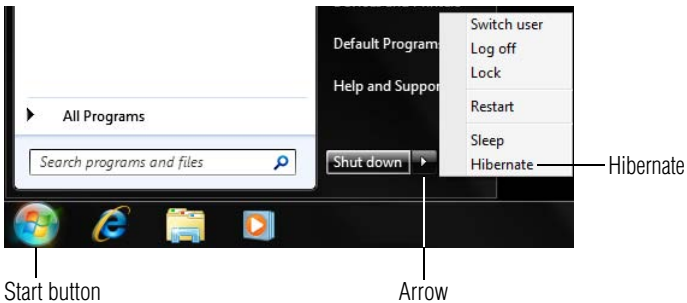 Switch user
Default Program
Log off
Lock
Help and Suppor
Restart
All Programs
Sleep
Search programs and files
Shut down
Hibernate
Hibernate
Start button
Arrow